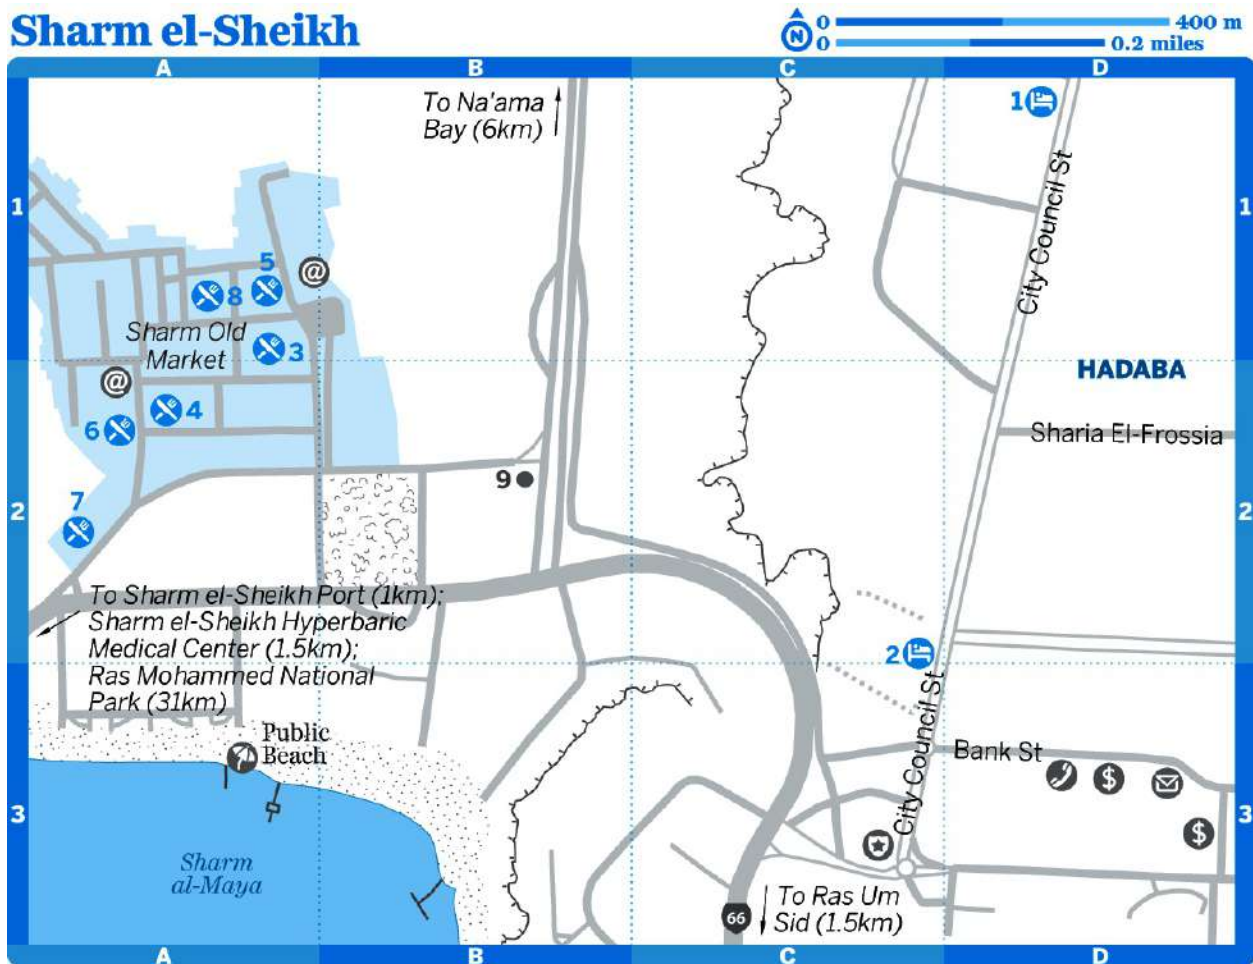 Sharm el-Sheikh
N
0 400 m
0 0.2 miles
A B C D
1
1
2
2
3
3
A B C D
To Na'ama
Bay (6km)
1
City Council St
5
@
8
Sharm Old
Market
3
@
4
6
7
9
HADABA
Sharia El-Frossia
To Sharm el-Sheikh Port (1km);
Sharm el-Sheikh Hyperbaric
Medical Center (1.5km);
Ras Mohammed National
Park (31km)
2
City Council St
Public
Beach
Bank St
$
$
Sharm
al-Maya
66
To Ras Um
Sid (1.5km)